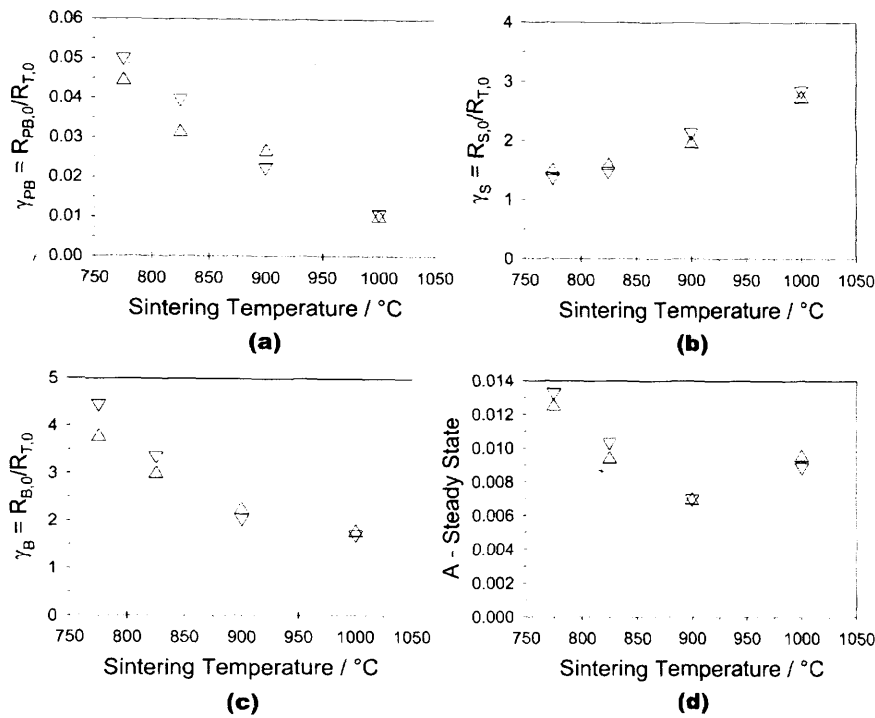 0.06
0.05
0.04
0.03
0.02
0.01
0.00
γPB = RPB,0/RT,0
750 800 850 900 950 1000 1050
Sintering Temperature / °C
(a)
4
3
2
1
0
γS = RS,0/RT,0
750 800 850 900 950 1000 1050
Sintering Temperature / °C
(b)
5
4
3
2
1
0
γB = RB,0/RT,0
750 800 850 900 950 1000 1050
Sintering Temperature / °C
(c)
0.014
0.012
0.010
0.008
0.006
0.004
0.002
0.000
A - Steady State
750 800 850 900 950 1000 1050
Sintering Temperature / °C
(d)